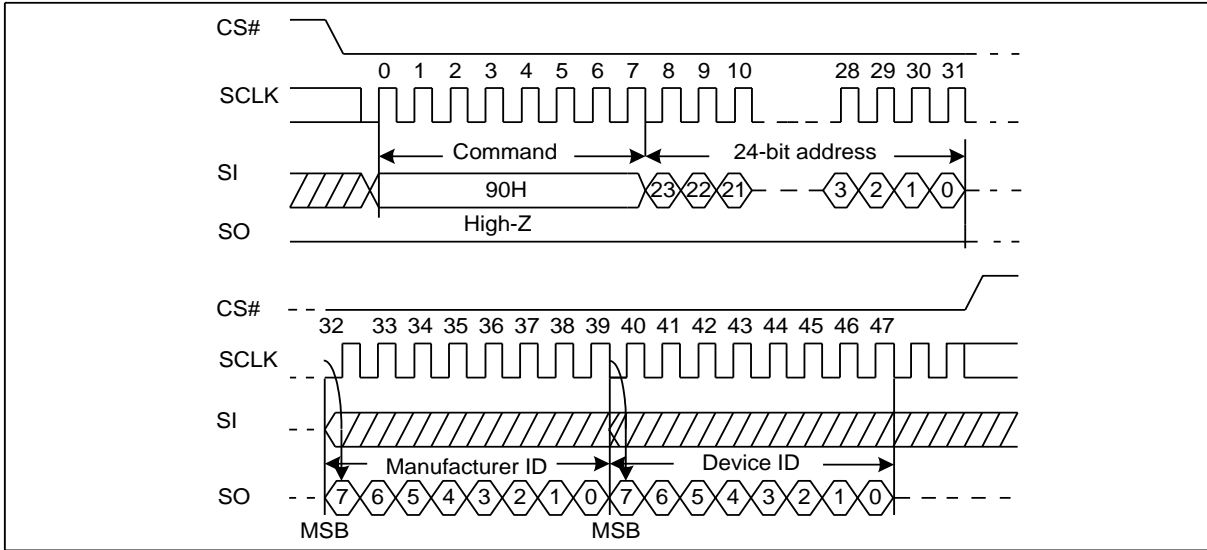 CS#
0 1 2 3 4 5 6 7 8 9 10 28 29 30 31
SCLK
Command 24-bit address
SI
90H 23 22 21 3 2 1 0
High-Z
SO
CS#
32 33 34 35 36 37 38 39 40 41 42 43 44 45 46 47
SCLK
SI
Manufacturer ID Device ID
SO 7 6 5 4 3 2 1 0 7 6 5 4 3 2 1 0
MSB MSB